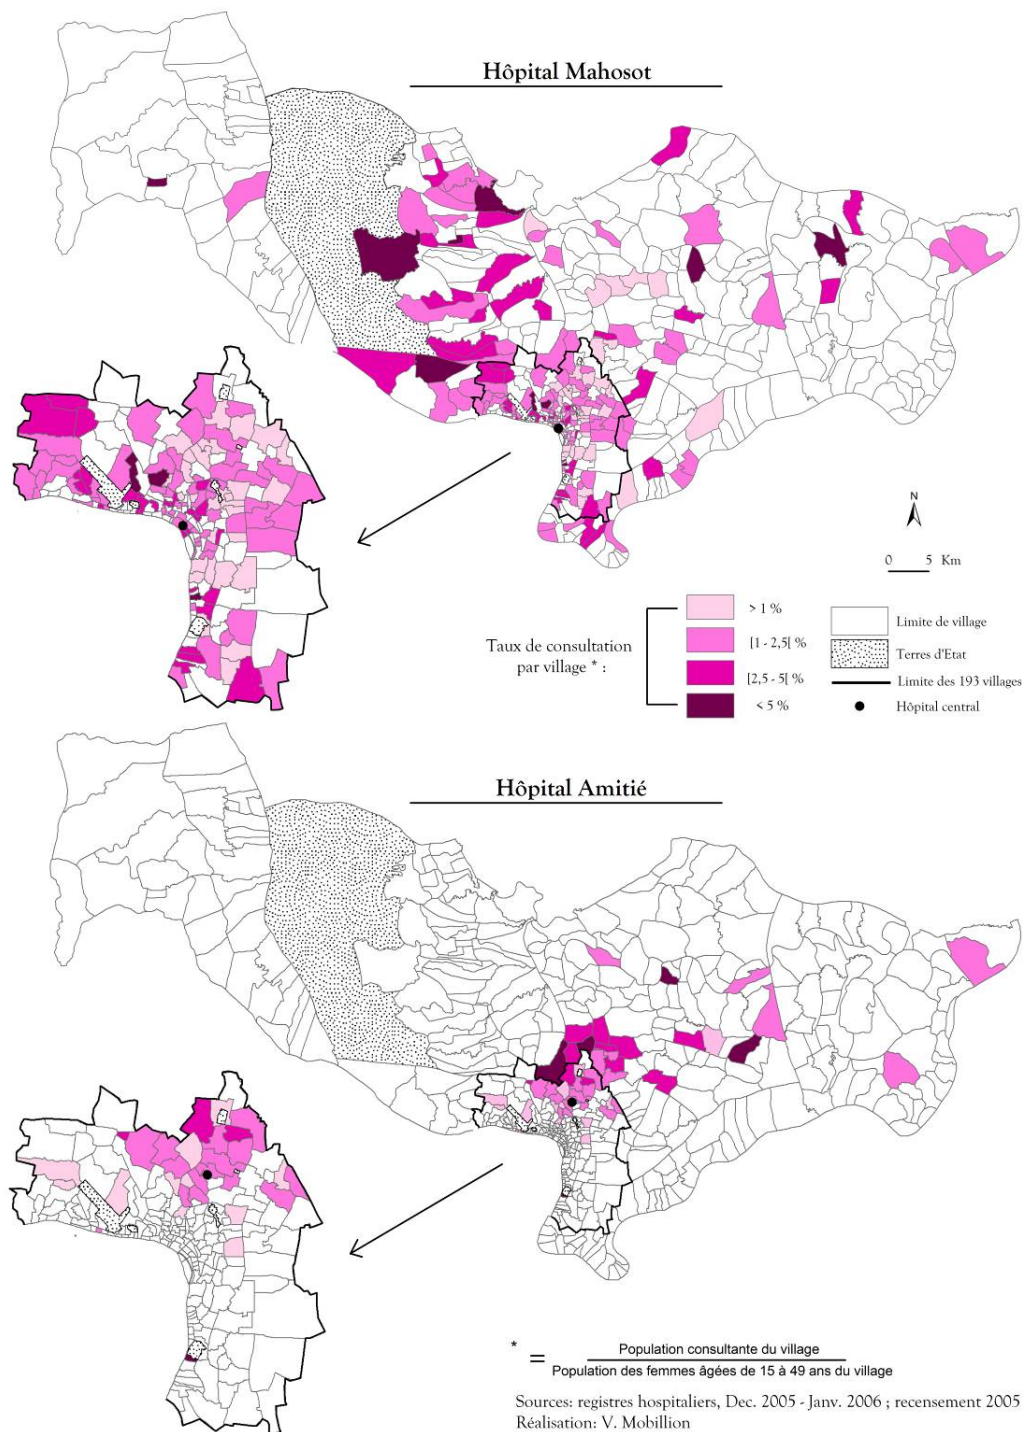 Hôpital Mahosot
N
0 5 Km
Taux de consultation
par village * :
> 1 %
[1 - 2,5[ %
[2,5 - 5[ %
< 5 %
Limite de village
Terres d'Etat
Limite des 193 villages
Hôpital central
Hôpital Amitié
* = Population consultante du village
Population des femmes âgées de 15 à 49 ans du village
Sources: registres hospitaliers, Dec. 2005 - Janv. 2006 ; recensement 2005
Réalisation: V. Mobillion